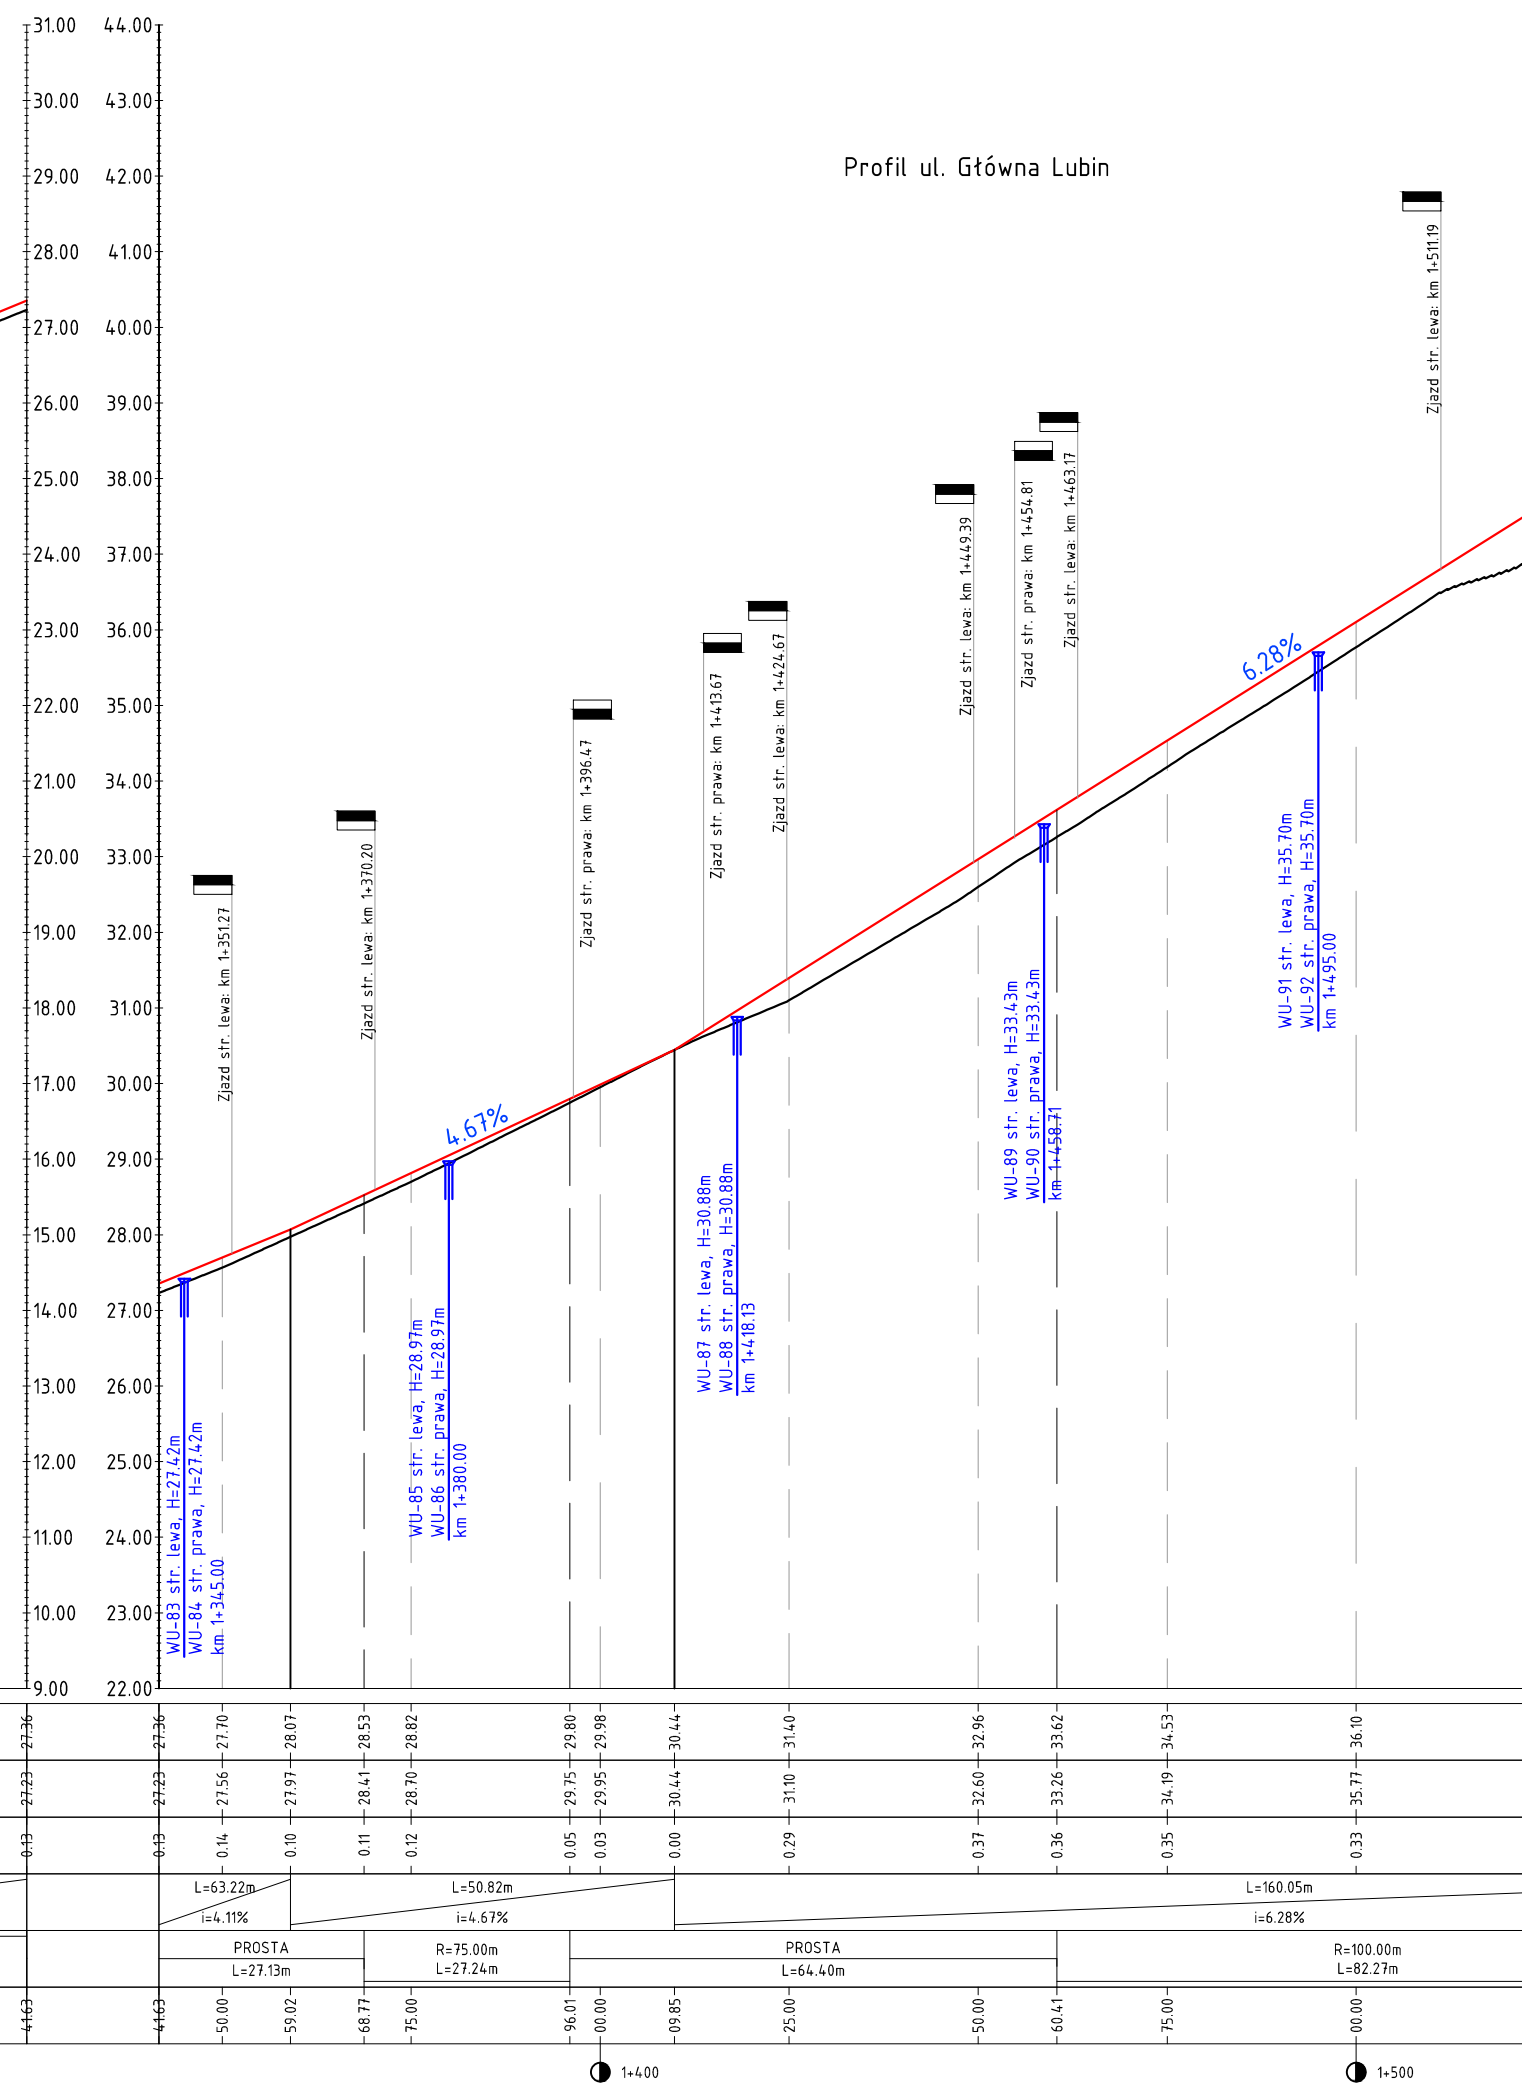 31.00
30.00
29.00
28.00
27.00
26.00
25.00
24.00
23.00
22.00
21.00
20.00
19.00
18.00
17.00
16.00
15.00
14.00
13.00
12.00
11.00
10.00
9.00
44.00
43.00
42.00
41.00
40.00
39.00
38.00
37.00
36.00
35.00
34.00
33.00
32.00
31.00
30.00
29.00
28.00
27.00
26.00
25.00
24.00
23.00
22.00
Profil ul. Główna Lubin
Zjazd str. lewa: km 1+351.27
Zjazd str. lewa: km 1+370.20
Zjazd str. prawa: km 1+396.47
Zjazd str. prawa: km 1+413.67
Zjazd str. lewa: km 1+424.67
Zjazd str. lewa: km 1+449.39
Zjazd str. prawa: km 1+454.81
Zjazd str. lewa: km 1+463.17
Zjazd str. lewa: km 1+511.19
4.67%
6.28%
WU-83 str. lewa, H=27.42m
WU-84 str. prawa, H=27.42m
km 1+345.00
WU-85 str. lewa, H=28.97m
WU-86 str. prawa, H=28.97m
km 1+380.00
WU-87 str. lewa, H=30.88m
WU-88 str. prawa, H=30.88m
km 1+418.13
WU-89 str. lewa, H=33.43m
WU-90 str. prawa, H=33.43m
km 1+458.71
WU-91 str. lewa, H=35.70m
WU-92 str. prawa, H=35.70m
km 1+495.00
27.36 27.36 27.70 28.07 28.53 28.82 29.80 29.98 30.44 31.40 32.96 33.62 34.53 36.10
27.23 27.23 27.56 27.97 28.41 28.70 29.75 29.95 30.44 31.10 32.60 33.26 34.19 35.77
0.13 0.13 0.14 0.10 0.11 0.12 0.05 0.03 0.00 0.29 0.37 0.36 0.35 0.33
L=63.22m L=50.82m L=160.05m
i=4.11% i=4.67% i=6.28%
PROSTA R=75.00m PROSTA R=100.00m
L=27.13m L=27.24m L=64.40m L=82.27m
41.63 41.63 50.00 59.02 68.77 75.00 96.01 00.00 09.85 25.00 50.00 60.41 75.00 00.00
1+400 1+500